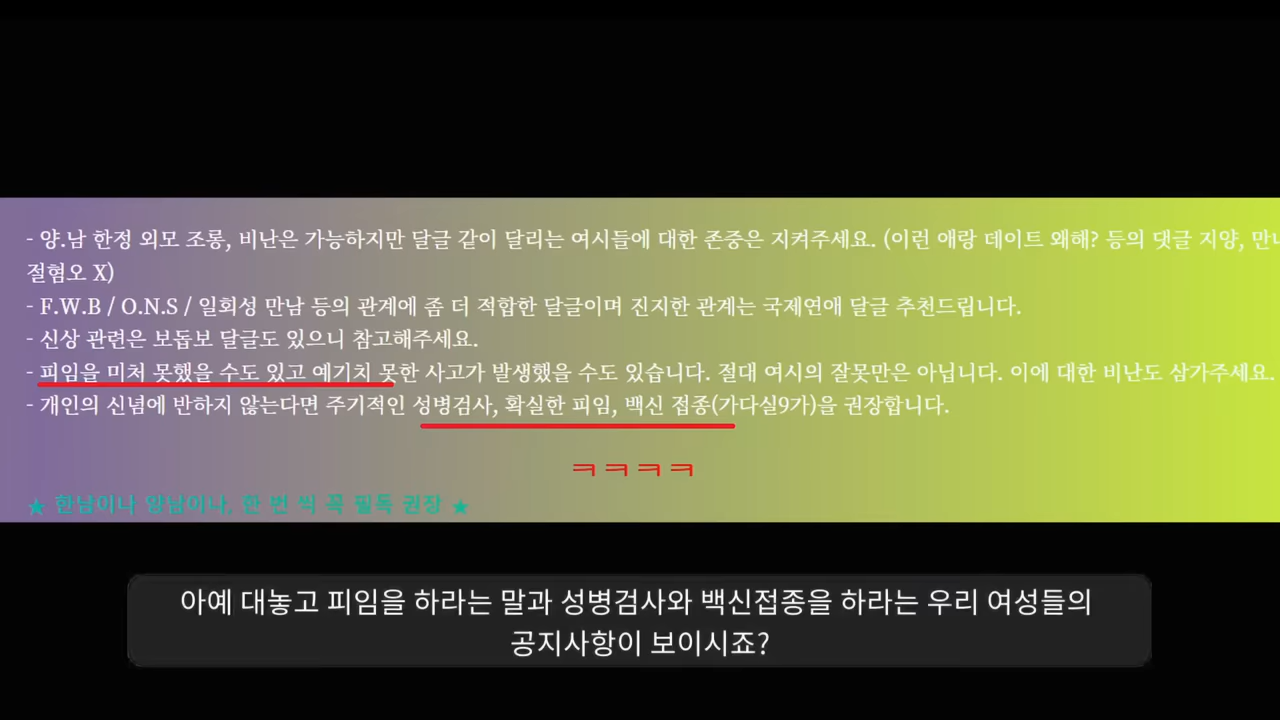 - 양.남 한정 외모 조롱, 비난은 가능하지만 달글 같이 달리는 여시들에 대한 존중은 지켜주세요. (이런 애랑 데이트 왜해? 등의 댓글 지양,
절혐오 X)
- F.W.B / O.N.S / 일회성 만남 등의 관계에 좀 더 적합한 달글이며 진지한 관계는 국제연애 달글 추천드립니다.
- 신상 관련은 보돕보 달글도 있으니 참고해주세요.
- 피임을 미처 못했을 수도 있고 예기치 못한 사고가 발생했을 수도 있습니다. 절대 여시의 잘못만은 아닙니다. 이에 대한 비난도 삼가주세요.
- 개인의 신념에 반하지 않는다면 주기적인 성병검사, 확실한 피임, 백신 접종(가다실9가)을 권장합니다.
ㅋㅋㅋㅋ
★ 한남이나 양남이나, 한 번 씩 꼭 필독 권장 ★
아예 대놓고 피임을 하라는 말과 성병검사와 백신접종을 하라는 우리 여성들의
공지사항이 보이시죠?